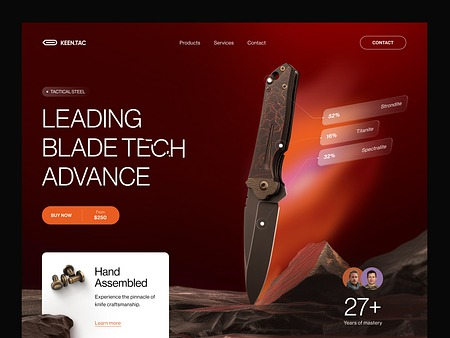 KEEN.TAC
Products Services Contact
CONTACT
TACTICAL STEEL
LEADING
BLADE TECH
ADVANCE
BUY NOW
From
$250
52% Strondite
16% Titanite
32% Spectralite
Hand
Assembled
Experience the pinnacle of
knife craftsmanship.
Learn more
27+
Years of mastery